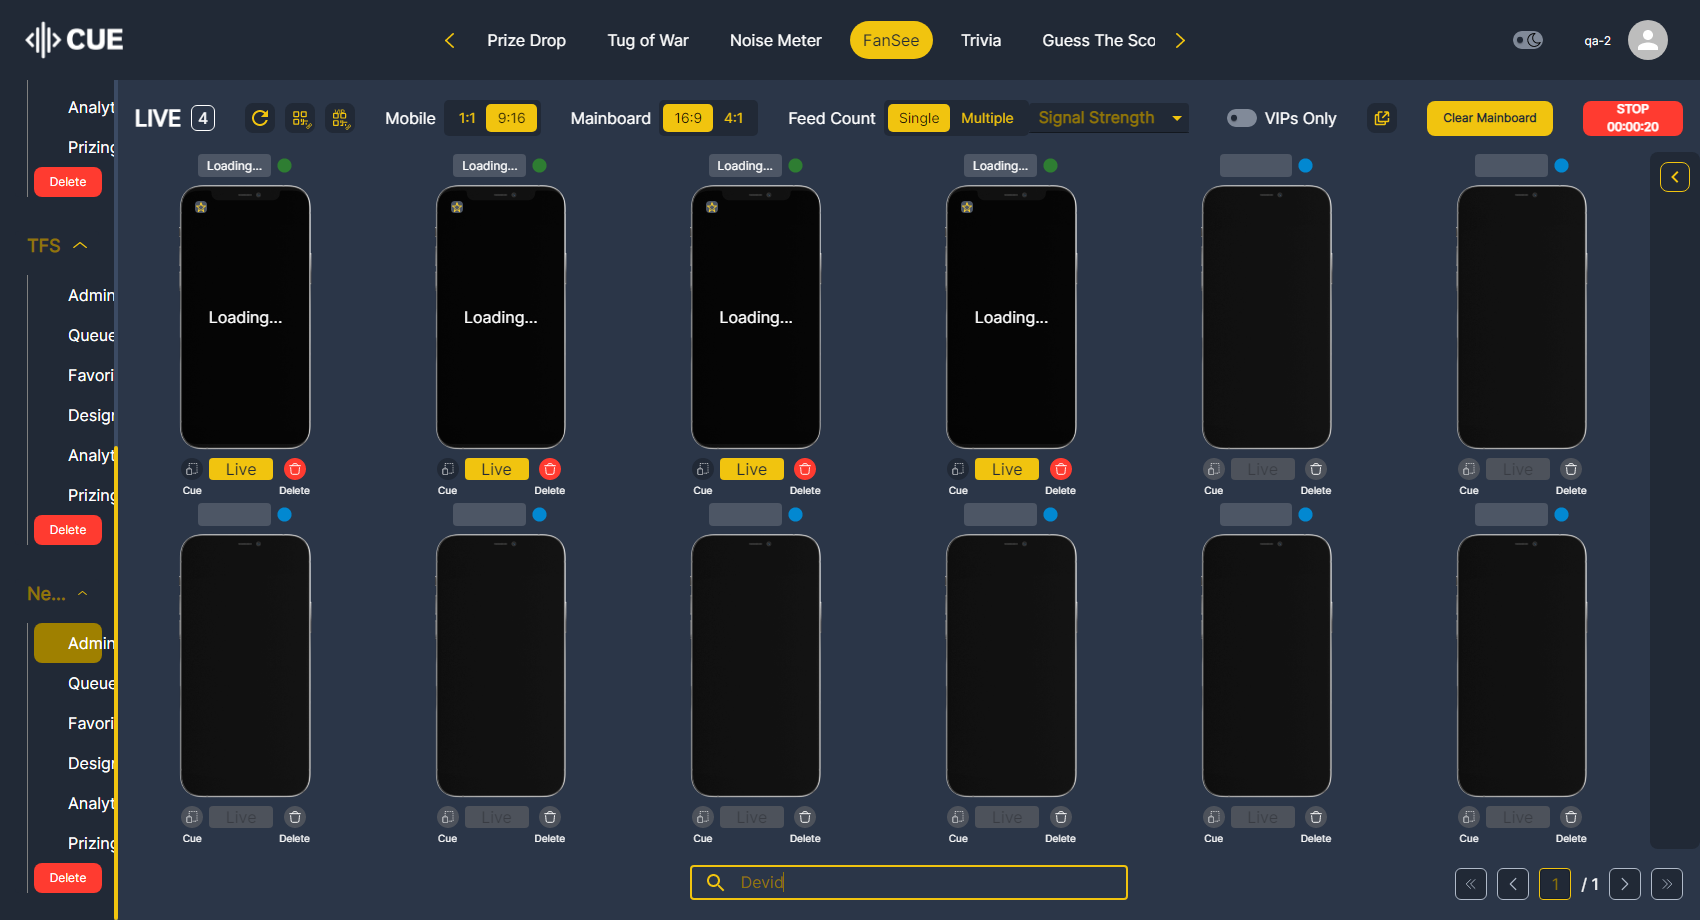 CUE
Prize Drop
Tug of War
Noise Meter
FanSee
Trivia
Guess The Sco
qa-2
Analyt
Prizing
Delete
TFS
Admin
Queue
Favori
Design
Analyt
Prizing
Delete
Ne...
Admin
Queue
Favori
Design
Analyt
Prizing
Delete
LIVE 4
Mobile 1:1 9:16
Mainboard 16:9 4:1
Feed Count Single Multiple
Signal Strength
VIPs Only
Clear Mainboard
STOP
00:00:20
Loading... Loading... Loading... Loading...
Loading... Loading... Loading... Loading...
Live Live Live Live Live Live
Cue Delete Cue Delete Cue Delete Cue Delete Cue Delete Cue Delete
Live Live Live Live Live Live
Cue Delete Cue Delete Cue Delete Cue Delete Cue Delete Cue Delete
Devid
1 / 1